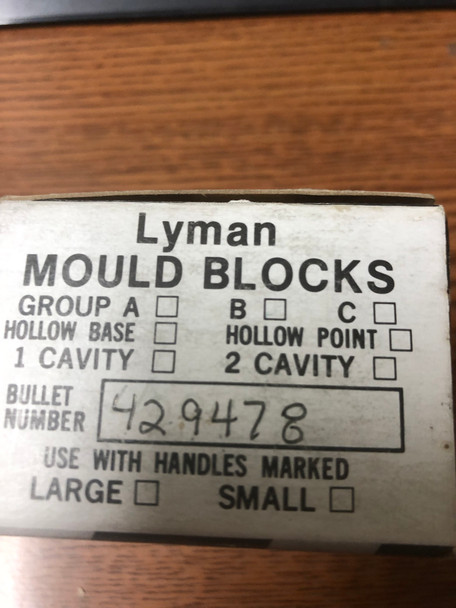 Lyman
MOULD BLOCKS
GROUP A □ B □ C □
HOLLOW BASE □ HOLLOW POINT □
1 CAVITY □ 2 CAVITY □
BULLET
NUMBER 429478
USE WITH HANDLES MARKED
LARGE □ SMALL □